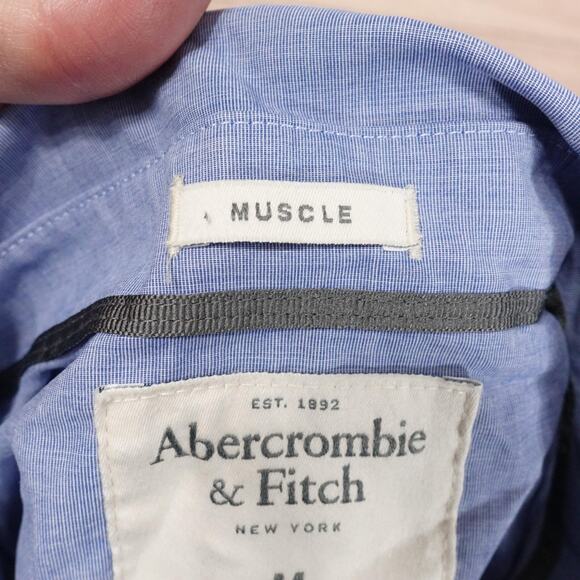 MUSCLE
EST. 1892
Abercrombie
& Fitch
NEW YORK